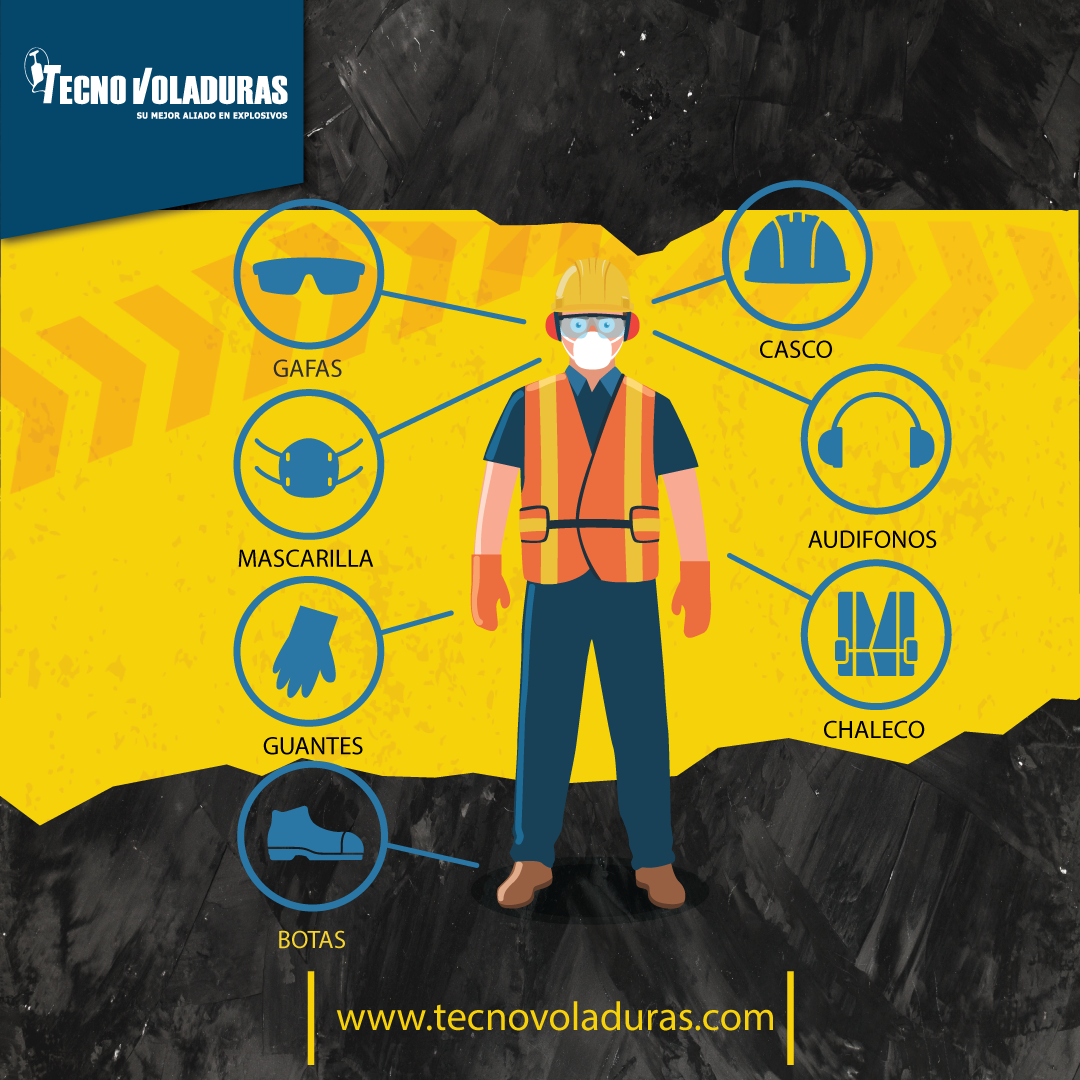 TECNO VOLADURAS
SU MEJOR ALIADO EN EXPLOSIVOS
GAFAS
CASCO
MASCARILLA
AUDIFONOS
GUANTES
CHALECO
BOTAS
www.tecnovoladuras.com